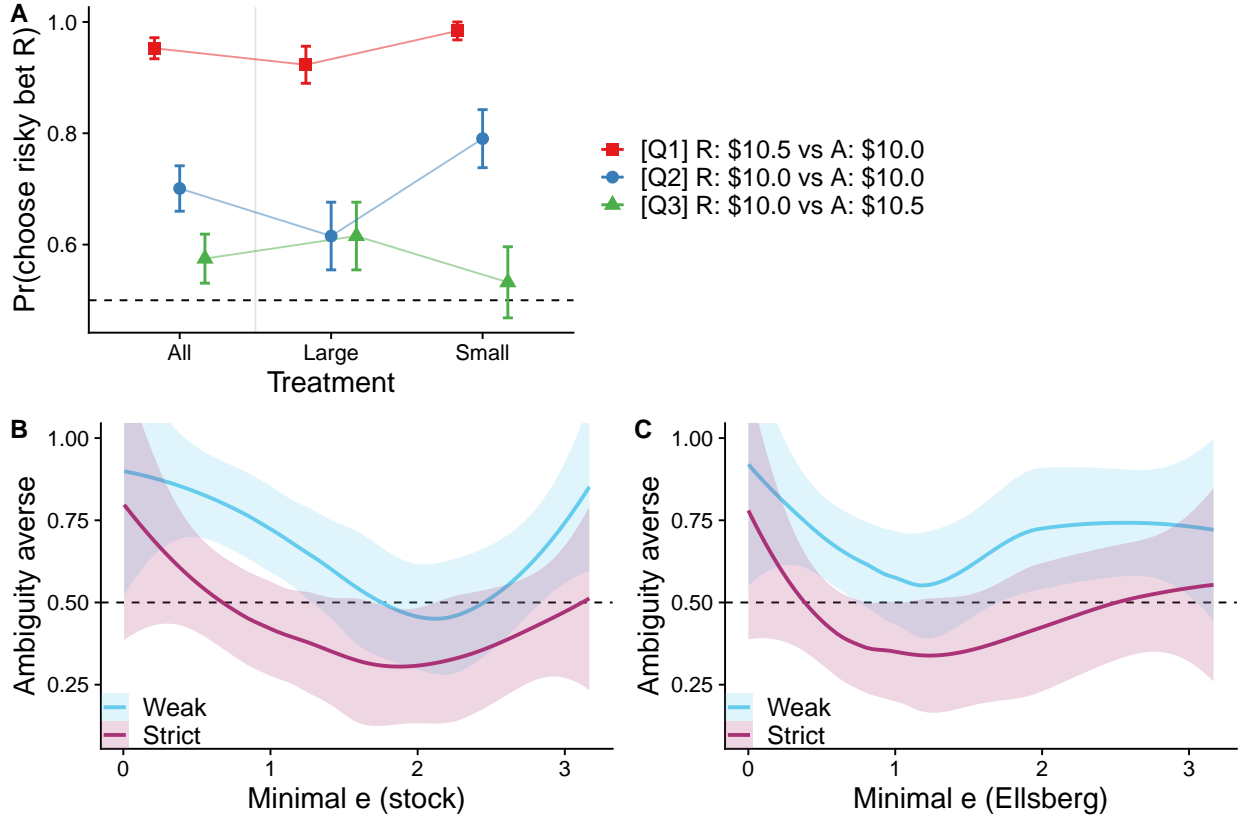 A
Pr(choose risky bet R)
1.0
0.8
0.6
All
Large
Small
Treatment
[Q1] R: $10.5 vs A: $10.0
[Q2] R: $10.0 vs A: $10.0
[Q3] R: $10.0 vs A: $10.5
B
Ambiguity averse
1.00
0.75
0.50
0.25
Weak
Strict
0
1
2
3
Minimal e (stock)
C
Ambiguity averse
1.00
0.75
0.50
0.25
Weak
Strict
0
1
2
3
Minimal e (Ellsberg)